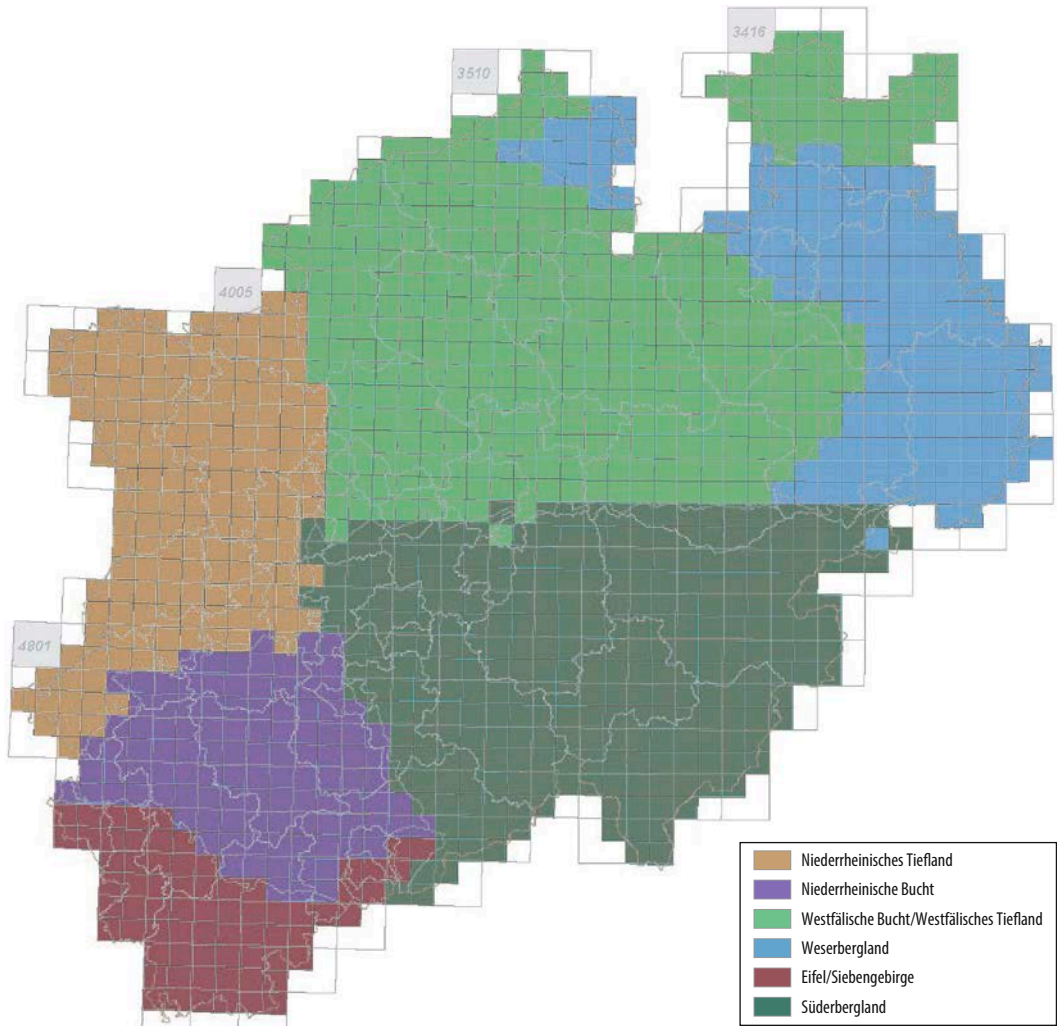 3416
3510
4005
4801
Niederrheinisches Tiefland
Niederrheinische Bucht
Westfälische Bucht/Westfälisches Tiefland
Weserbergland
Eifel/Siebengebirge
Süderbergland